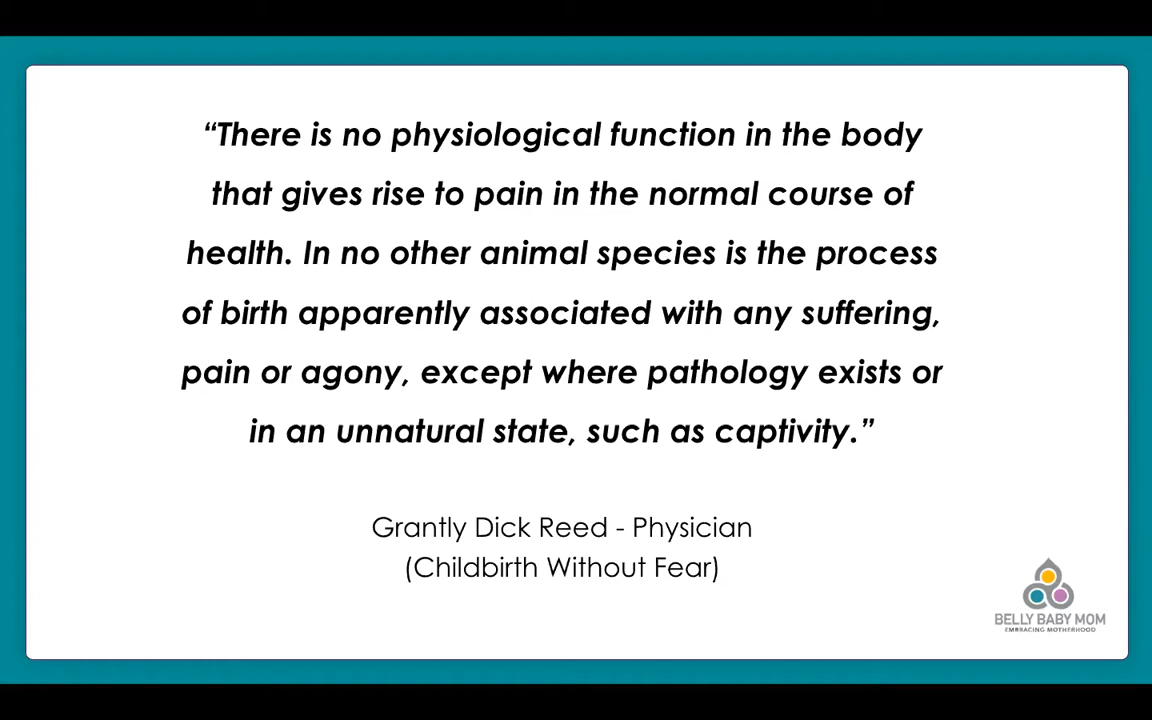 “There is no physiological function in the body
that gives rise to pain in the normal course of
health. In no other animal species is the process
of birth apparently associated with any suffering,
pain or agony, except where pathology exists or
in an unnatural state, such as captivity.”
Grantly Dick Reed - Physician
(Childbirth Without Fear)
BELLY BABY MOM
EMBRACING MOTHERHOOD